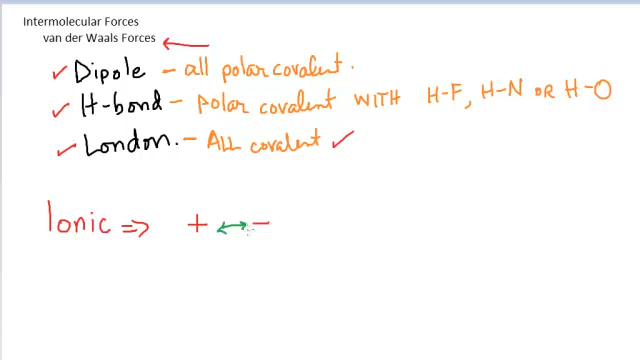 Intermolecular Forces
van der Waals Forces
✓ Dipole - all polar covalent.
✓ H-bond - Polar covalent WITH H-F, H-N OR H-O
✓ London. - ALL covalent ✓
Ionic => + ↔ -